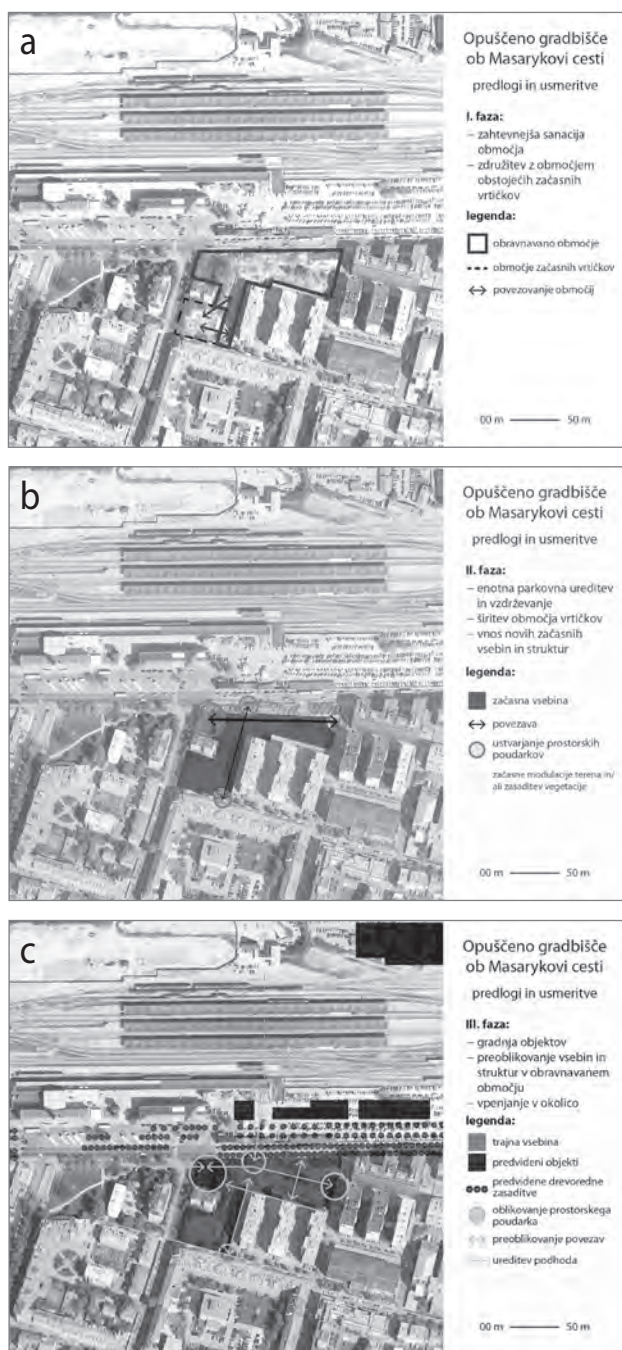 a
Opuščeno gradbišče
ob Masarykovi cesti
predlogi in usmeritve
I. faza:
– zahtevnejša sanacija
območja
– združitev z območjem
obstoječih začasnih
vrtičkov
legenda:
obravnavano območje
območje začasnih vrtičkov
povezovanje območij
00 m
50 m
b
Opuščeno gradbišče
ob Masarykovi cesti
predlogi in usmeritve
II. faza:
– enotna parkovna ureditev
in vzdrževanje
– širitev območja vrtičkov
– vnos novih začasnih
vsebin in struktur
legenda:
začasna vsebina
povezava
ustvarjanje prostorskih
poudarkov
začasne modulacije terena in/
ali zasaditev vegetacije
00 m
50 m
c
Opuščeno gradbišče
ob Masarykovi cesti
predlogi in usmeritve
III. faza:
– gradnja objektov
– preoblikovanje vsebin in
struktur v obravnavanem
območju
– vpenjanje v okolico
legenda:
trajna vsebina
predvideni objekti
predvidene drevoredne
zasaditve
oblikovanje prostorskega
poudarka
preoblikovanje povezav
ureditev podhoda
00 m
50 m